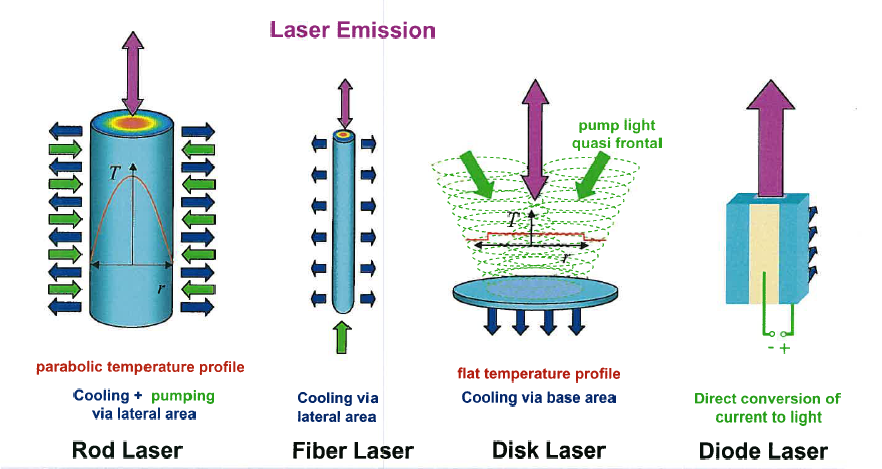 Laser Emission
pump light
quasi frontal
T
r
T
r
- +
parabolic temperature profile
flat temperature profile
Cooling + pumping
via lateral area
Cooling via
lateral area
Cooling via base area
Direct conversion of
current to light
Rod Laser
Fiber Laser
Disk Laser
Diode Laser